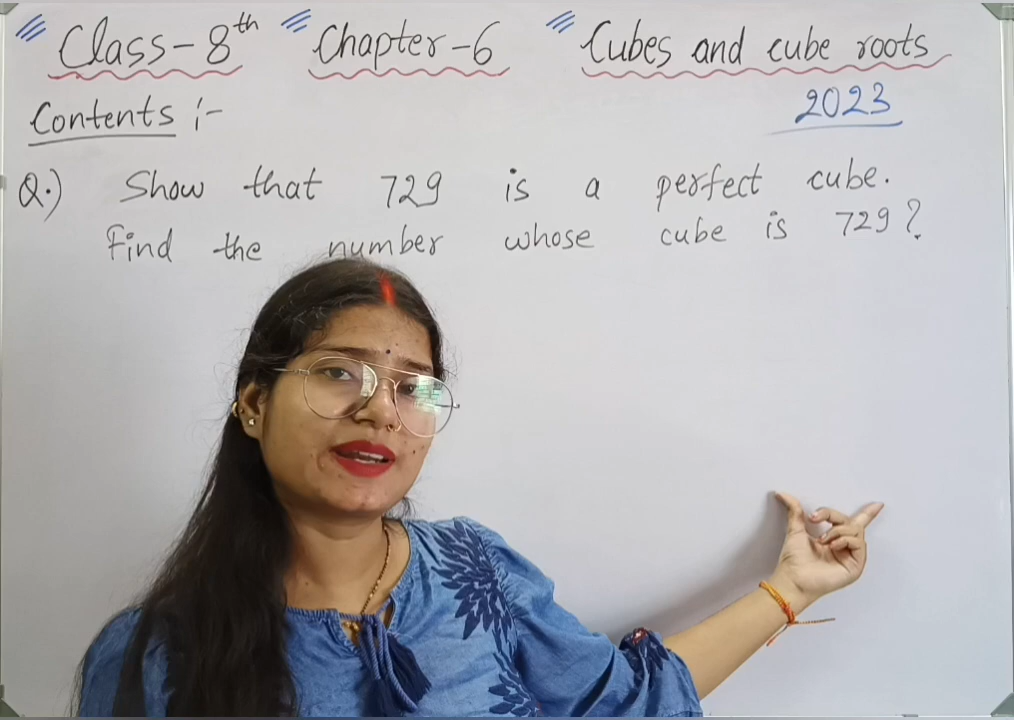 Class-8th Chapter-6 Cubes and cube roots
Contents :- 2023
Q.) Show that 729 is a perfect cube.
Find the number whose cube is 729?